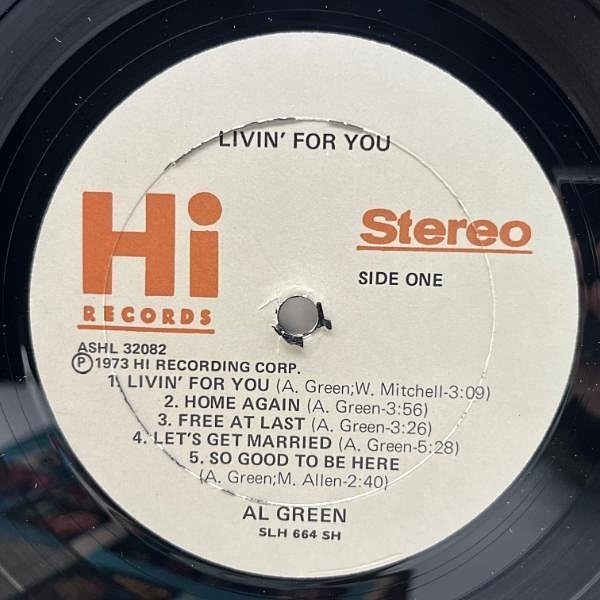 LIVIN' FOR YOU
Hi
RECORDS
Stereo
SIDE ONE
ASHL 32082
Ⓟ1973 HI RECORDING CORP.
1. LIVIN' FOR YOU (A. Green;W. Mitchell-3:09)
2. HOME AGAIN (A. Green-3:56)
3. FREE AT LAST (A. Green-3:26)
4. LET'S GET MARRIED (A. Green-5:28)
5. SO GOOD TO BE HERE
(A. Green;M. Allen-2:40)
AL GREEN
SLH 664 SH